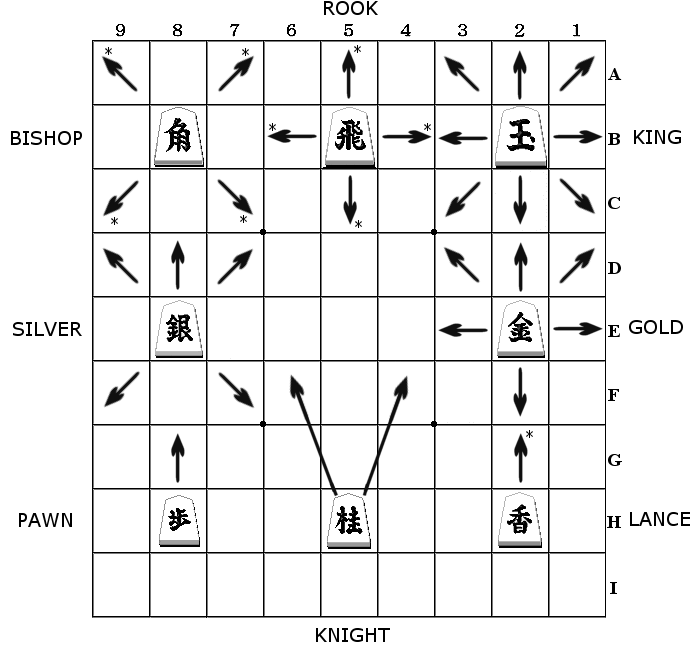 ROOK
9 8 7 6 5 4 3 2 1
* * * A
BISHOP 角 * 飛 * 王 B KING
* * * C
D
SILVER 銀 金 E GOLD
F
* G
PAWN 歩 桂 香 H LANCE
I
KNIGHT